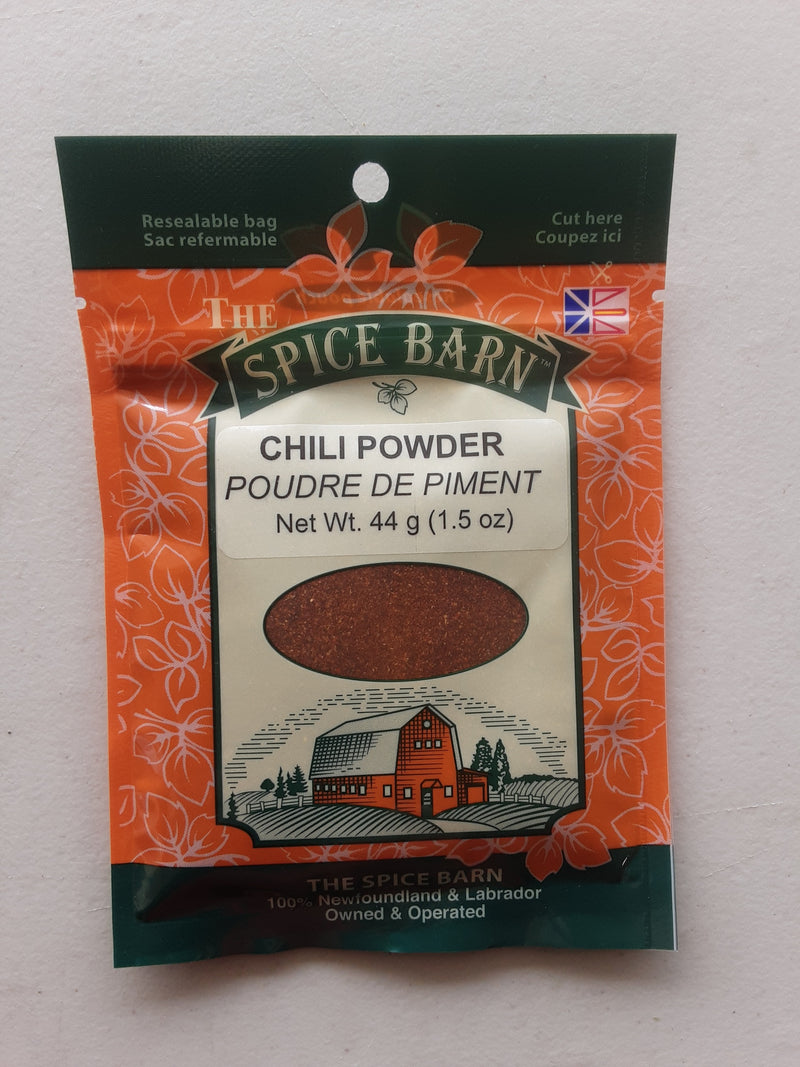 Resealable bag
Sac refermable
Cut here
Coupez ici
THE
SPICE BARN™
CHILI POWDER
POUDRE DE PIMENT
Net Wt. 44 g (1.5 oz)
THE SPICE BARN
100% Newfoundland & Labrador
Owned & Operated